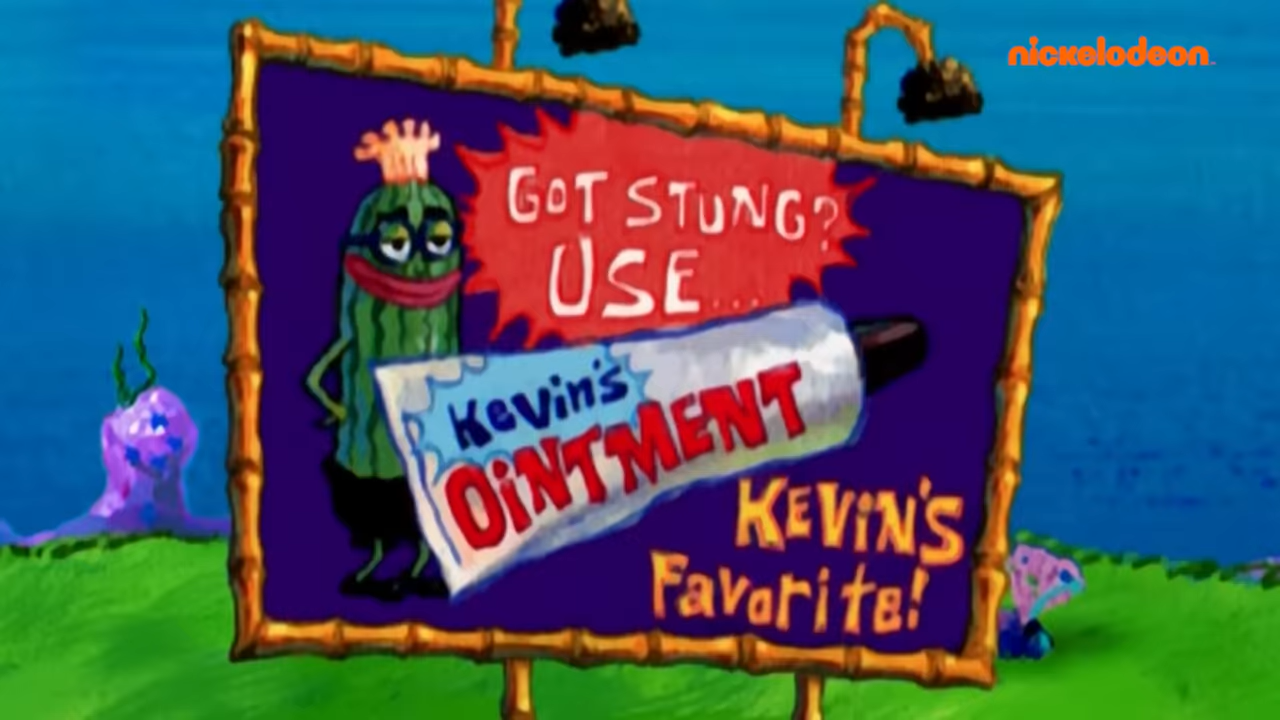 nickelodeon
GOT STUNG?
USE...
Kevin's
OiNTMENT
KEViN'S
Favorite!